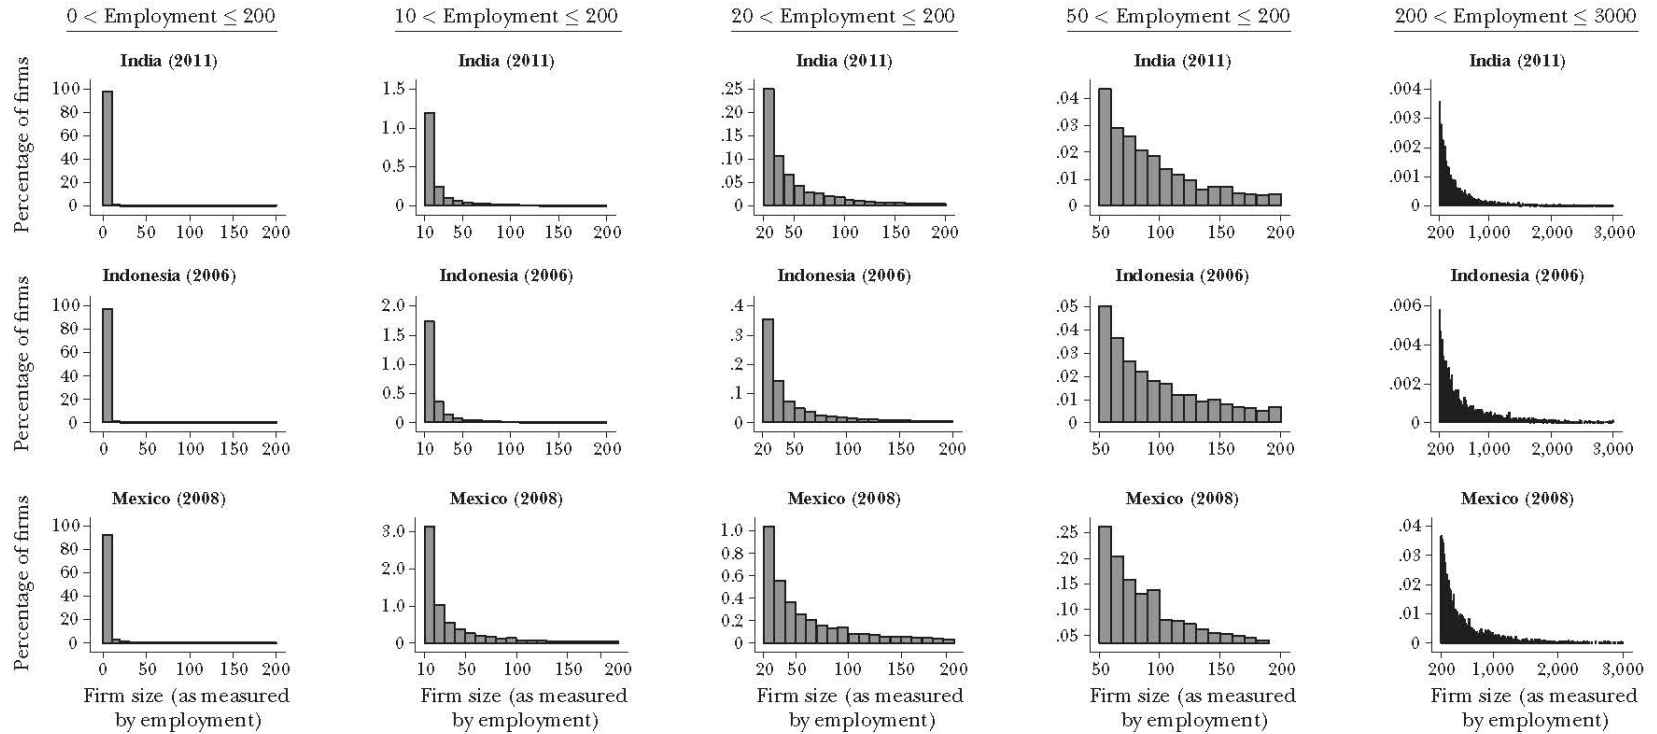 0 < Employment ≤ 200
10 < Employment ≤ 200
20 < Employment ≤ 200
50 < Employment ≤ 200
200 < Employment ≤ 3000
India (2011)
India (2011)
India (2011)
India (2011)
India (2011)
Percentage of firms
100
80
60
40
20
0
0 50 100 150 200
1.5
1.0
0.5
0
10 50 100 150 200
.25
.20
.15
.10
.05
0
20 50 100 150 200
.04
.03
.02
.01
0
50 100 150 200
.004
.003
.002
.001
0
200 1,000 2,000 3,000
Indonesia (2006)
Indonesia (2006)
Indonesia (2006)
Indonesia (2006)
Indonesia (2006)
Percentage of firms
100
80
60
40
20
0
0 50 100 150 200
2.0
1.5
1.0
0.5
0
10 50 100 150 200
.4
.3
.2
.1
0
20 50 100 150 200
.05
.04
.03
.02
.01
0
50 100 150 200
.006
.004
.002
0
200 1,000 2,000 3,000
Mexico (2008)
Mexico (2008)
Mexico (2008)
Mexico (2008)
Mexico (2008)
Percentage of firms
100
80
60
40
20
0
0 50 100 150 200
3.0
2.0
1.0
0
10 50 100 150 200
1.0
0.8
0.6
0.4
0.2
0
20 50 100 150 200
.25
.20
.15
.10
.05
50 100 150 200
.04
.03
.02
.01
0
200 1,000 2,000 3,000
Firm size (as measured
by employment)
Firm size (as measured
by employment)
Firm size (as measured
by employment)
Firm size (as measured
by employment)
Firm size (as measured
by employment)